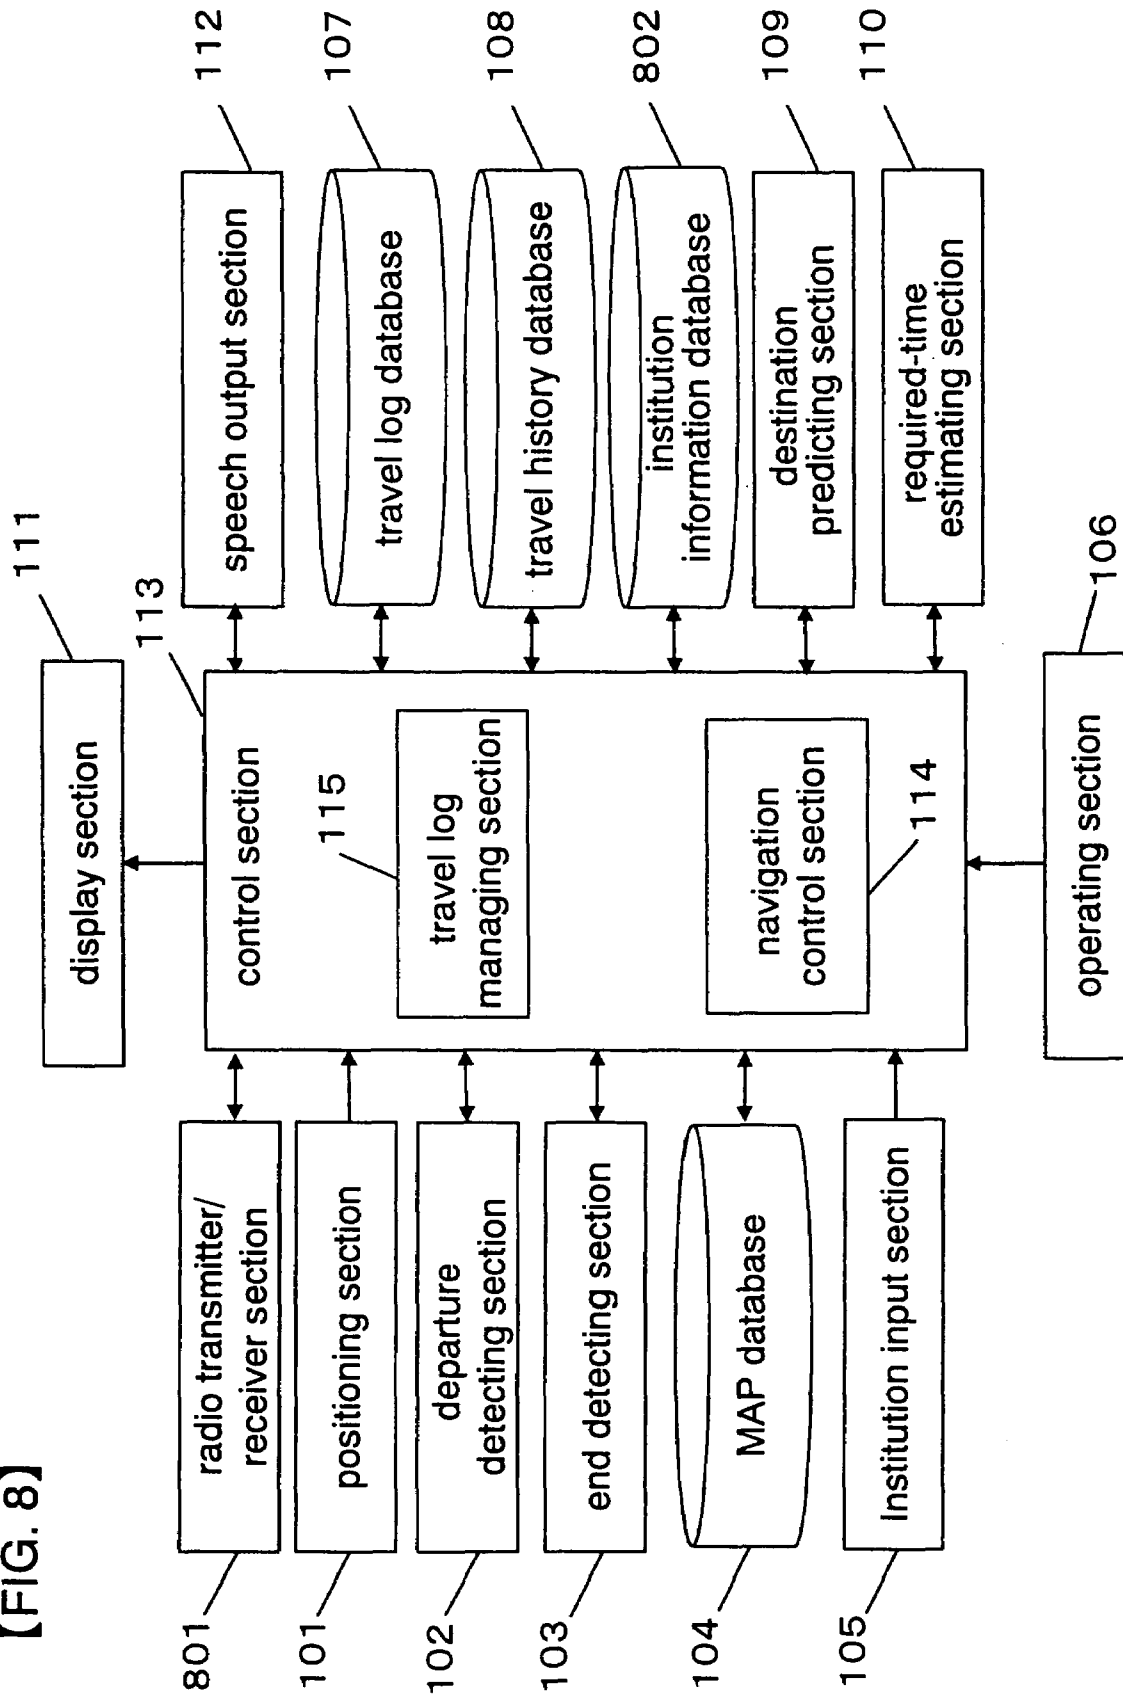 【FIG. 8】
111
display section
113
control section
115
travel log
managing section
navigation
control section
114
106
operating section
801
radio transmitter/
receiver section
101
positioning section
102
departure
detecting section
103
end detecting section
104
MAP database
105
Institution input section
112
speech output section
107
travel log database
108
travel history database
802
institution
information database
109
destination
predicting section
110
required-time
estimating section